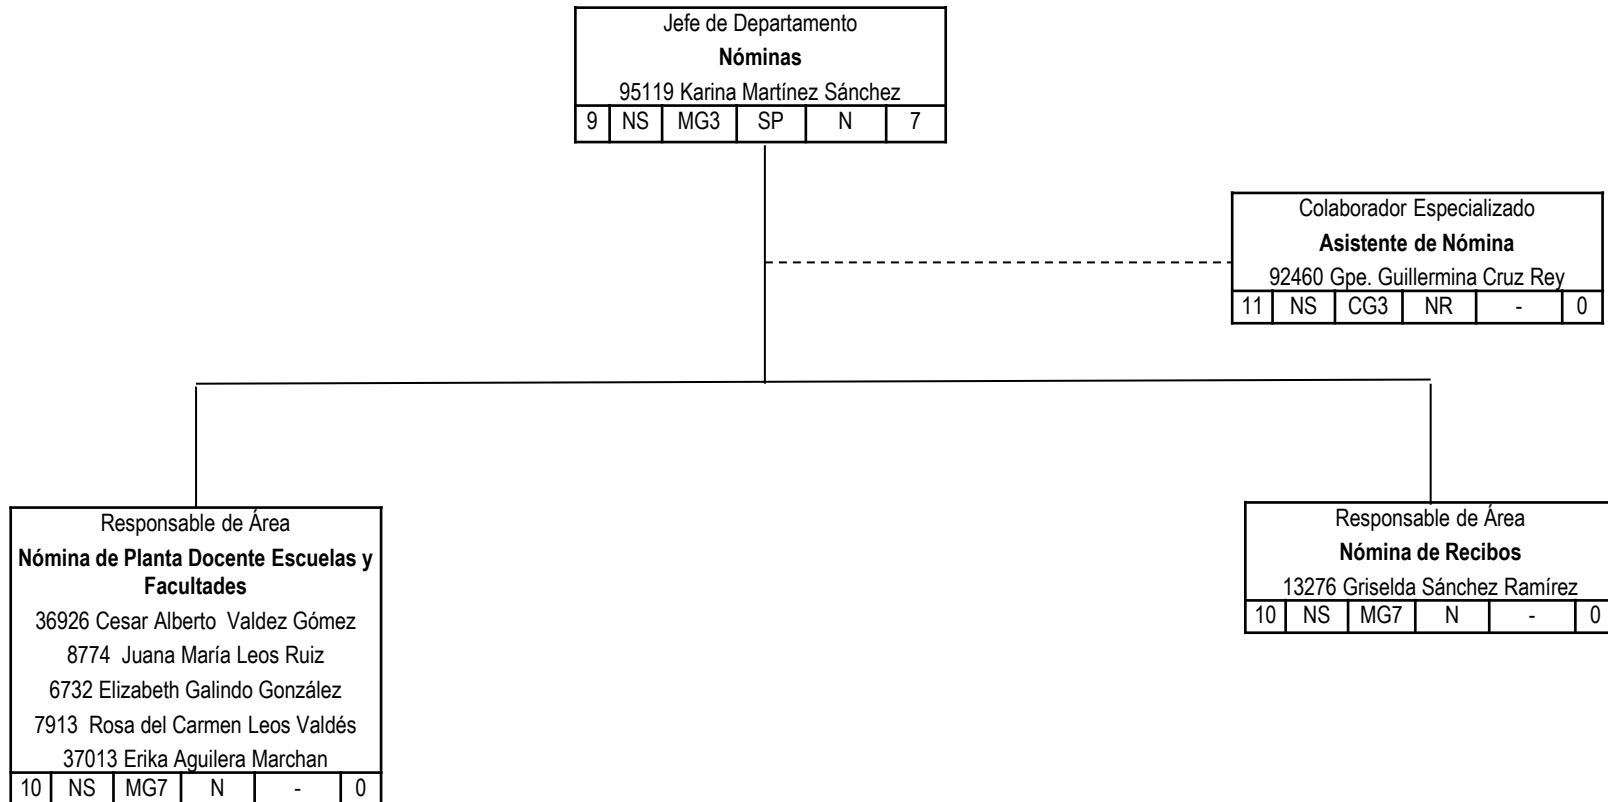 Jefe de Departamento
Nóminas
95119 Karina Martínez Sánchez
9 NS MG3 SP N 7
Colaborador Especializado
Asistente de Nómina
92460 Gpe. Guillermina Cruz Rey
11 NS CG3 NR - 0
Responsable de Área
Nómina de Planta Docente Escuelas y
Facultades
36926 Cesar Alberto Valdez Gómez
8774 Juana María Leos Ruiz
6732 Elizabeth Galindo González
7913 Rosa del Carmen Leos Valdés
37013 Erika Aguilera Marchan
10 NS MG7 N - 0
Responsable de Área
Nómina de Recibos
13276 Griselda Sánchez Ramírez
10 NS MG7 N - 0